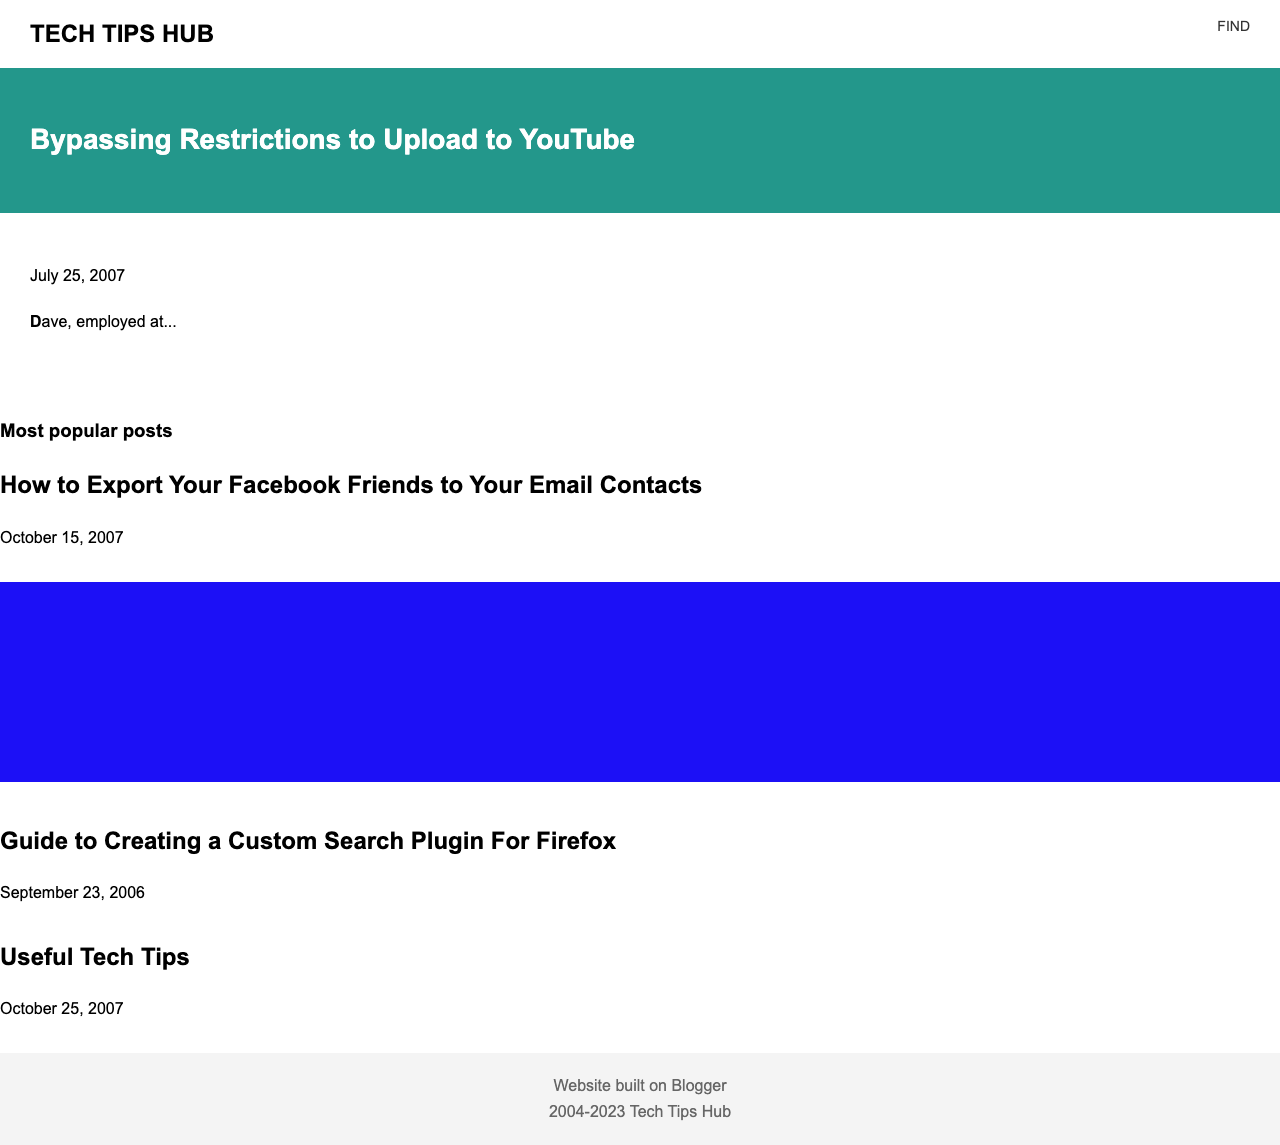 TECH TIPS HUB
FIND
Bypassing Restrictions to Upload to YouTube
July 25, 2007
Dave, employed at...
Most popular posts
How to Export Your Facebook Friends to Your Email Contacts
October 15, 2007
Guide to Creating a Custom Search Plugin For Firefox
September 23, 2006
Useful Tech Tips
October 25, 2007
Website built on Blogger
2004-2023 Tech Tips Hub